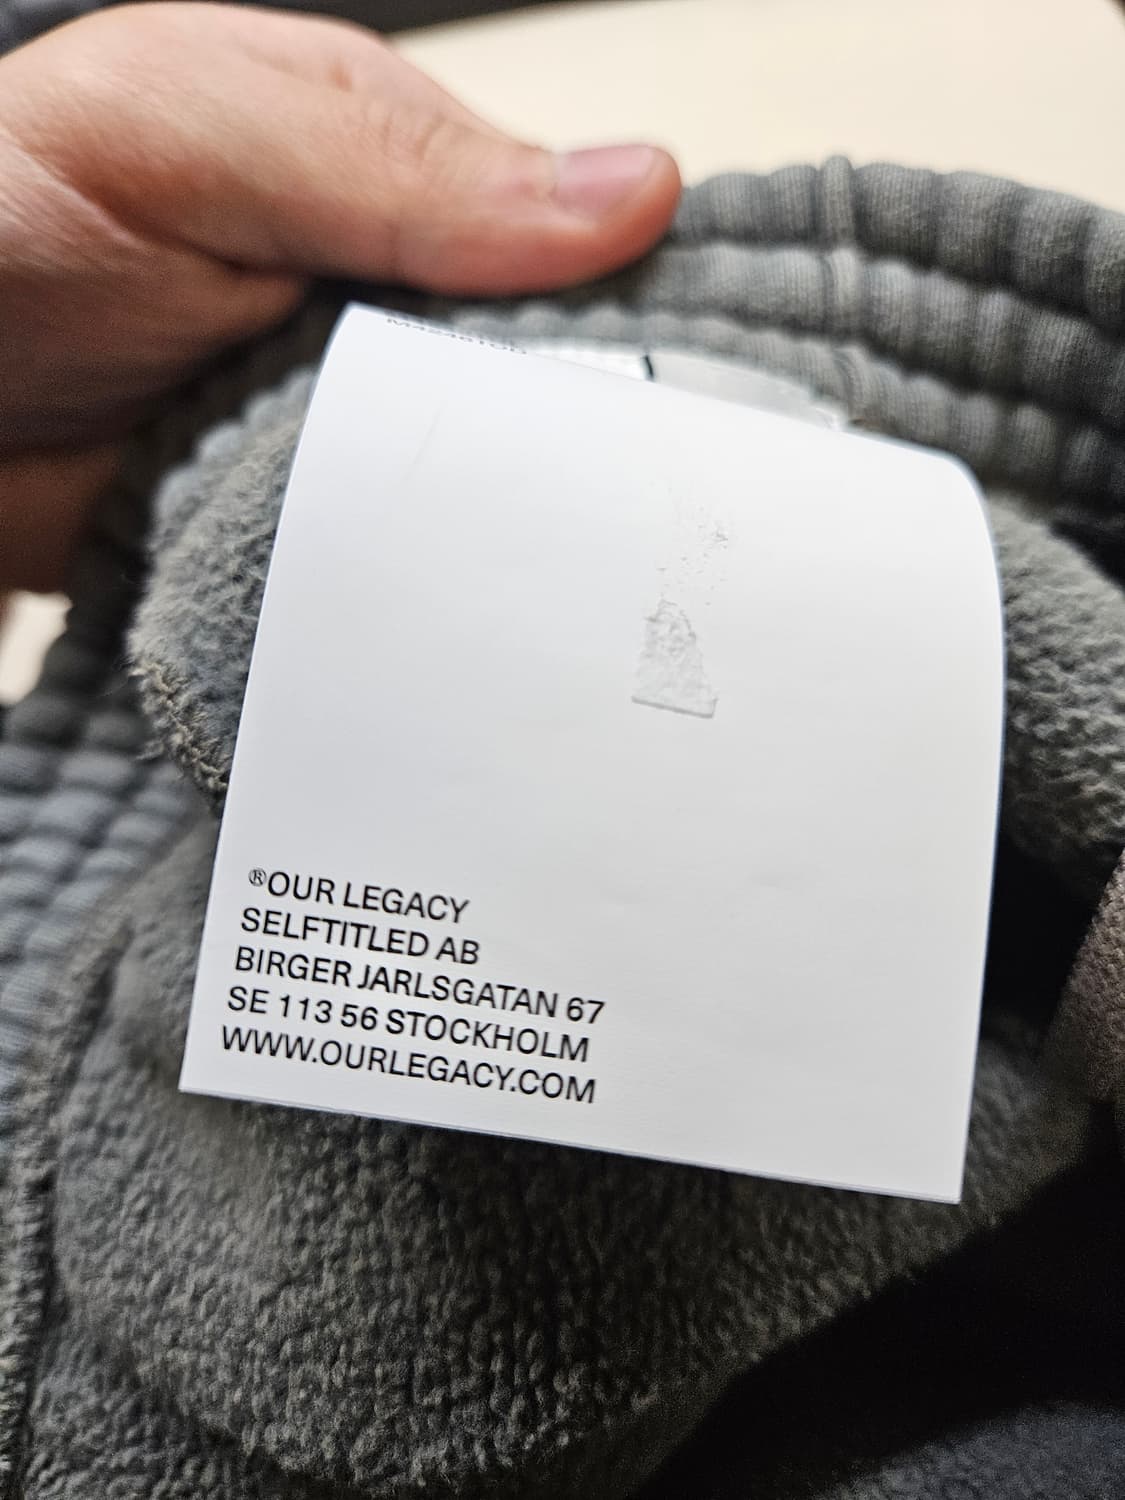 ®OUR LEGACY
SELFTITLED AB
BIRGER JARLSGATAN 67
SE 113 56 STOCKHOLM
WWW.OURLEGACY.COM